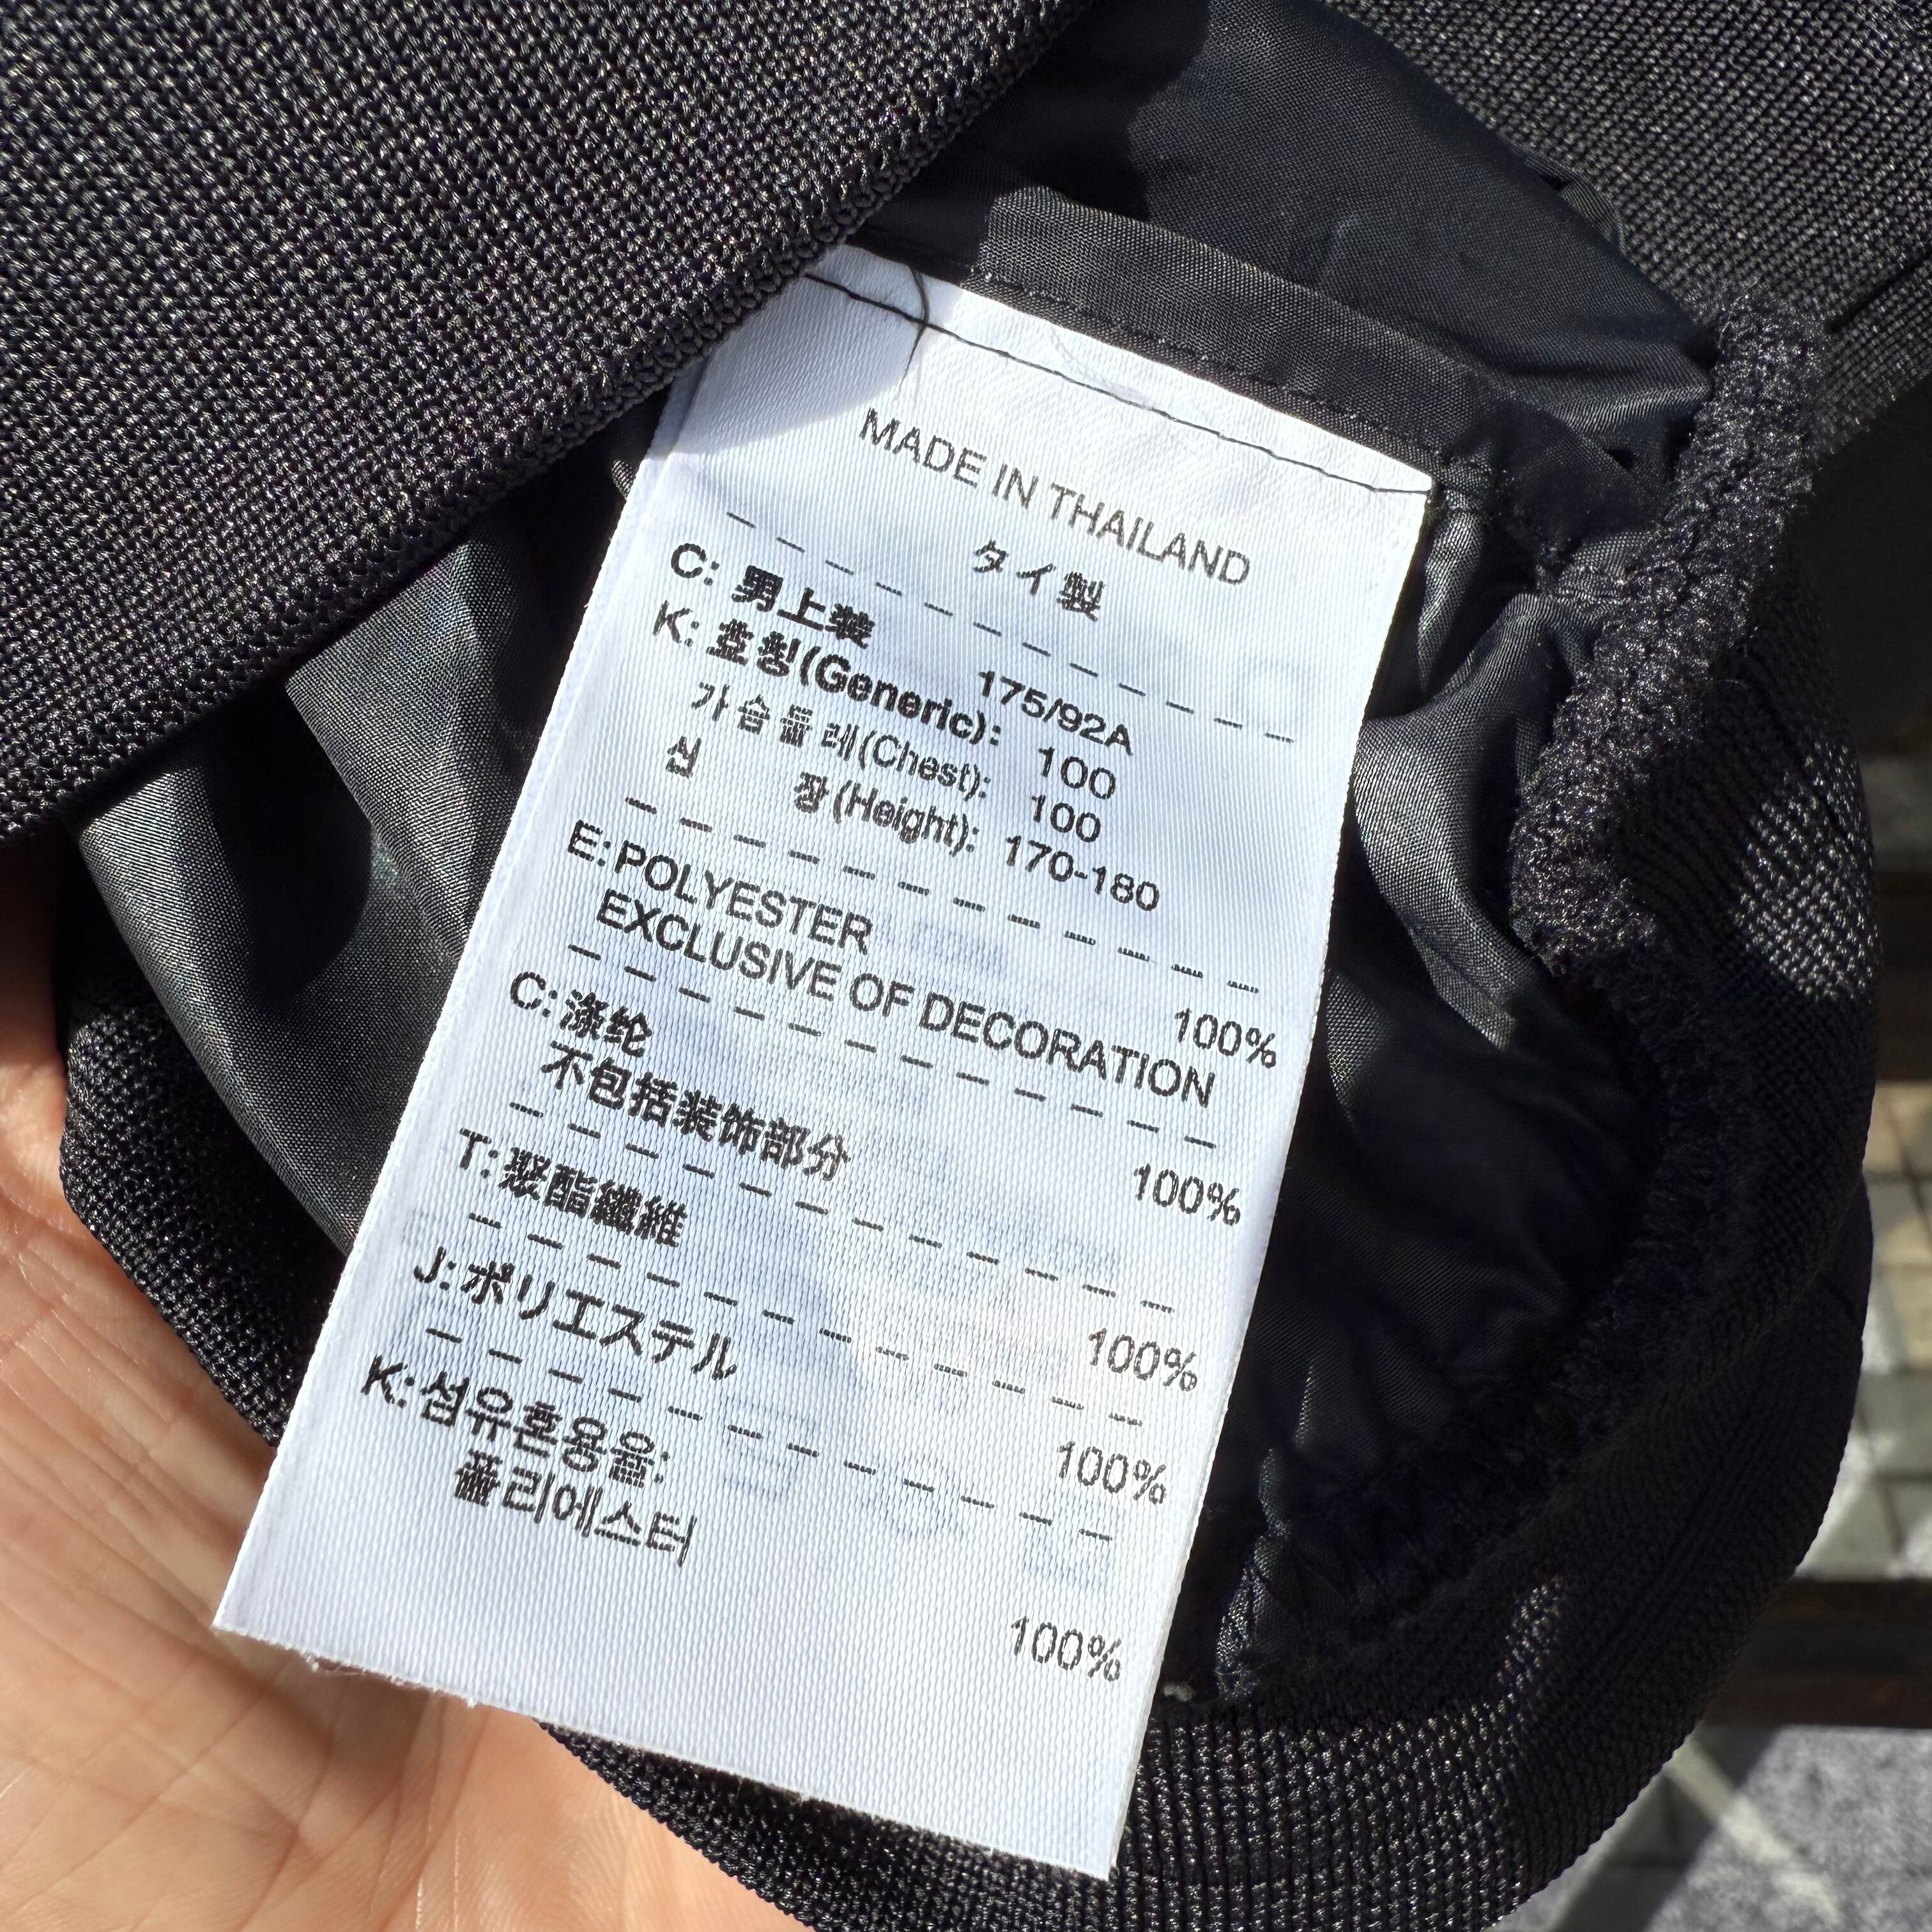 MADE IN THAILAND
タイ製
C: 男上装 175/92A
K: 호칭(Generic): 100
가슴둘레(Chest): 100
신 장(Height): 170-180
E: POLYESTER 100%
EXCLUSIVE OF DECORATION
C: 涤纶 100%
不包括装饰部分
T: 聚酯纖維 100%
J: ポリエステル 100%
K: 섬유혼용율:
폴리에스터 100%